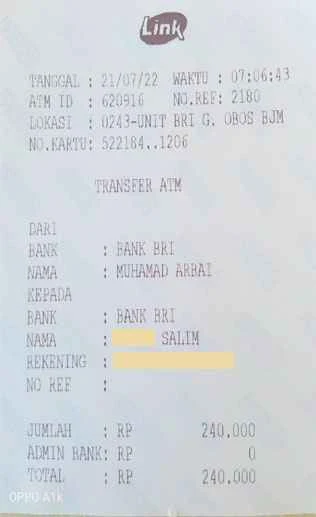 Link
TANGGAL : 21/07/22 WAKTU : 07:06:43
ATM ID : 620916 NO.REF: 2180
LOKASI : 0243-UNIT BRI G. OBOS BJM
NO.KARTU: 522184..1206
TRANSFER ATM
DARI
BANK : BANK BRI
NAMA : MUHAMAD ARBAI
KEPADA
BANK : BANK BRI
NAMA : SALIM
REKENING :
NO REF :
JUMLAH : RP 240.000
ADMIN BANK: RP 0
TOTAL : RP 240.000
OPPO A1k